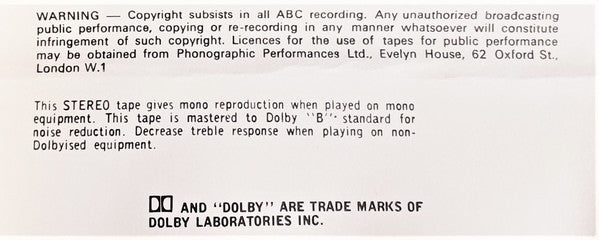 WARNING — Copyright subsists in all ABC recording. Any unauthorized broadcasting
public performance, copying or re-recording in any manner whatsoever will constitute
infringement of such copyright. Licences for the use of tapes for public performance
may be obtained from Phonographic Performances Ltd., Evelyn House, 62 Oxford St.,
London W.1
This STEREO tape gives mono reproduction when played on mono
equipment. This tape is mastered to Dolby ``B'' standard for
noise reduction. Decrease treble response when playing on non-
Dolbyised equipment.
AND “DOLBY” ARE TRADE MARKS OF
DOLBY LABORATORIES INC.